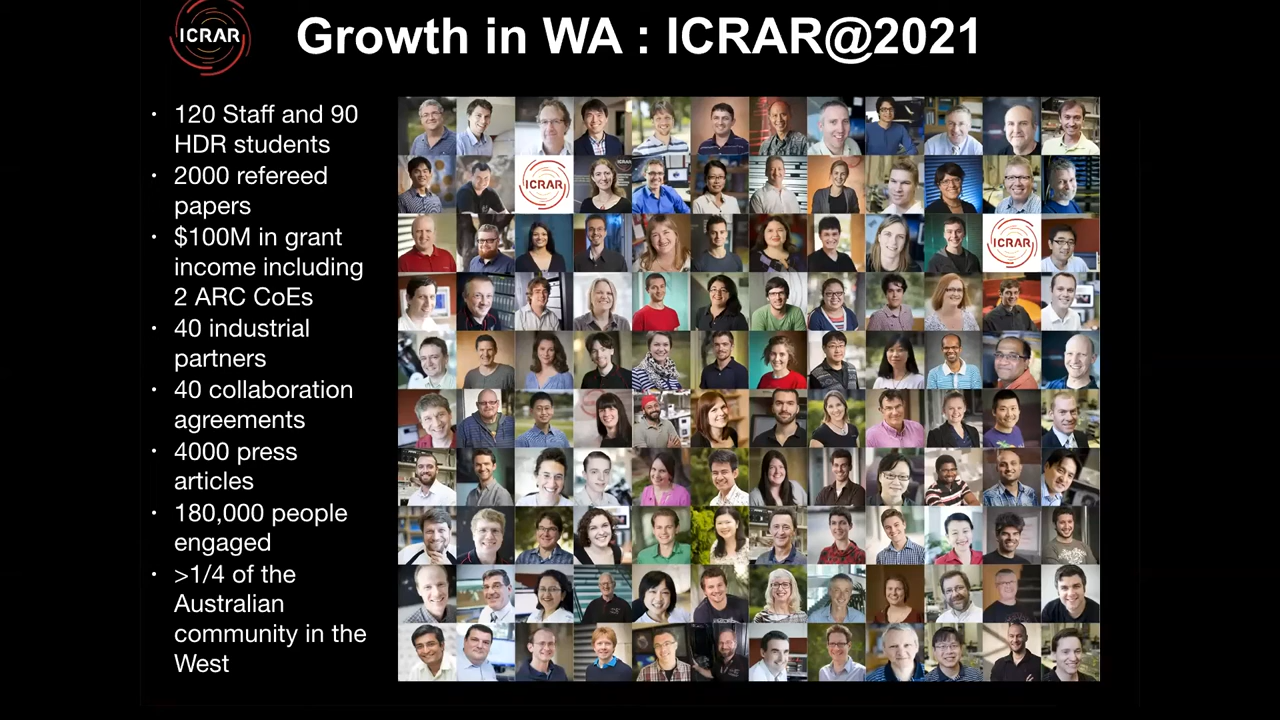 ICRAR
Growth in WA : ICRAR@2021
· 120 Staff and 90
HDR students
· 2000 refereed
papers
· $100M in grant
income including
2 ARC CoEs
· 40 industrial
partners
· 40 collaboration
agreements
· 4000 press
articles
· 180,000 people
engaged
· >1/4 of the
Australian
community in the
West
ICRAR
ICRAR
ICRAR